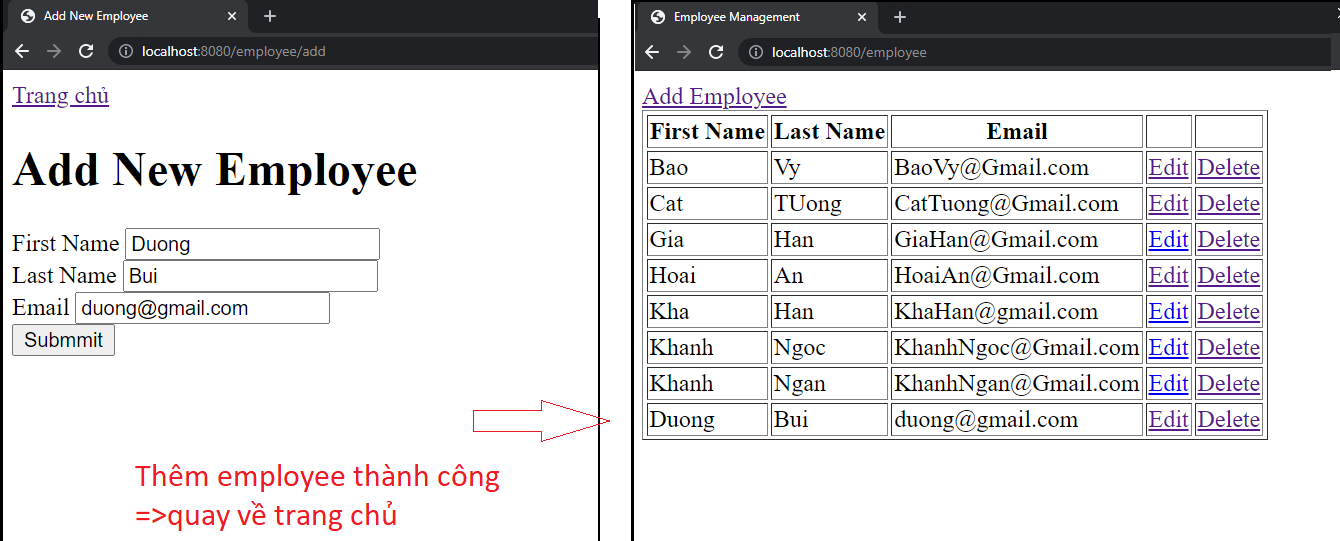 Add New Employee
localhost:8080/employee/add
Trang chủ
Add New Employee
First Name Duong
Last Name Bui
Email duong@gmail.com
Submmit
Thêm employee thành công
=>quay về trang chủ
Employee Management
localhost:8080/employee
Add Employee
First Name Last Name Email
Bao Vy BaoVy@Gmail.com Edit Delete
Cat TUong CatTuong@Gmail.com Edit Delete
Gia Han GiaHan@Gmail.com Edit Delete
Hoai An HoaiAn@Gmail.com Edit Delete
Kha Han KhaHan@gmail.com Edit Delete
Khanh Ngoc KhanhNgoc@Gmail.com Edit Delete
Khanh Ngan KhanhNgan@Gmail.com Edit Delete
Duong Bui duong@gmail.com Edit Delete